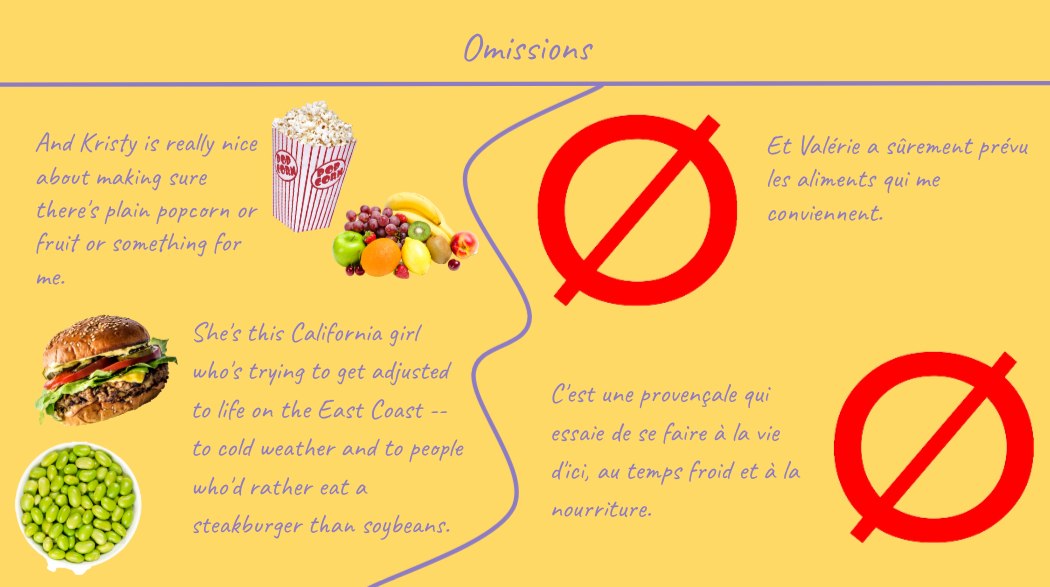 Omissions
And Kristy is really nice
about making sure
there's plain popcorn or
fruit or something for
me.
POP
CORN
POP
CORN
She's this California girl
who's trying to get adjusted
to life on the East Coast --
to cold weather and to people
who'd rather eat a
steakburger than soybeans.
Et Valérie a sûrement prévu
les aliments qui me
conviennent.
C'est une provençale qui
essaie de se faire à la vie
d'ici, au temps froid et à la
nourriture.